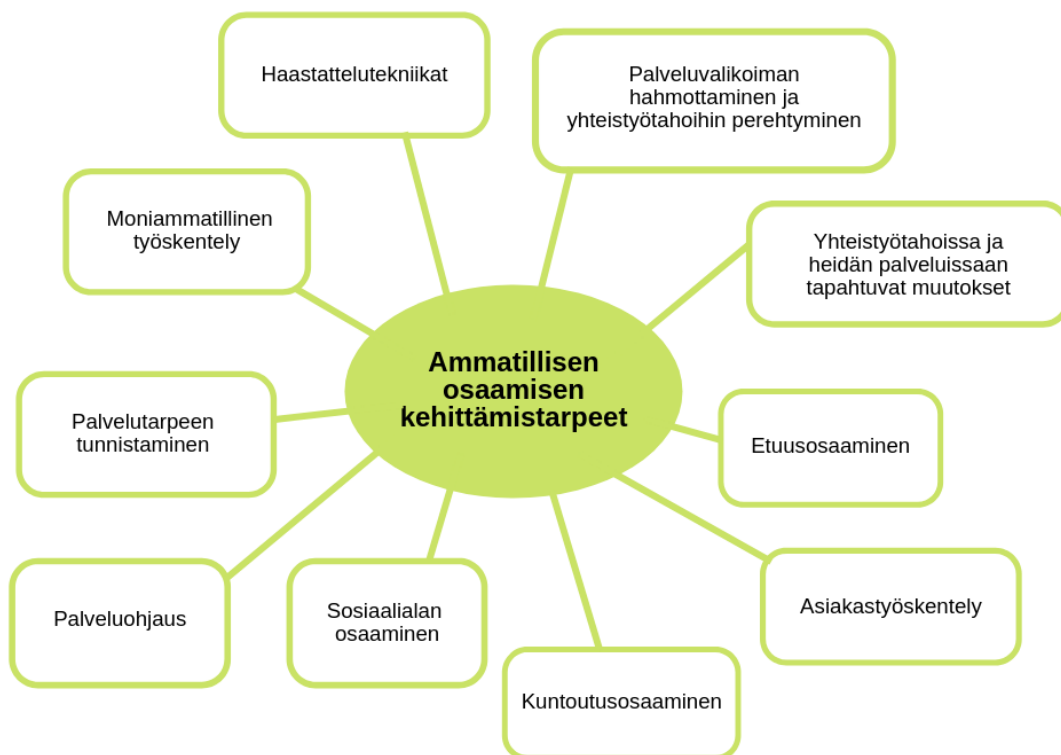 Haastattelutekniikat
Palveluvalikoiman
hahmottaminen ja
yhteistyötahoihin perehtyminen
Moniammatillinen
työskentely
Yhteistyötahoissa ja
heidän palveluissaan
tapahtuvat muutokset
Ammatillisen
osaamisen
kehittämistarpeet
Palvelutarpeen
tunnistaminen
Etuusosaaminen
Palveluohjaus
Sosiaalialan
osaaminen
Asiakastyöskentely
Kuntoutusosaaminen